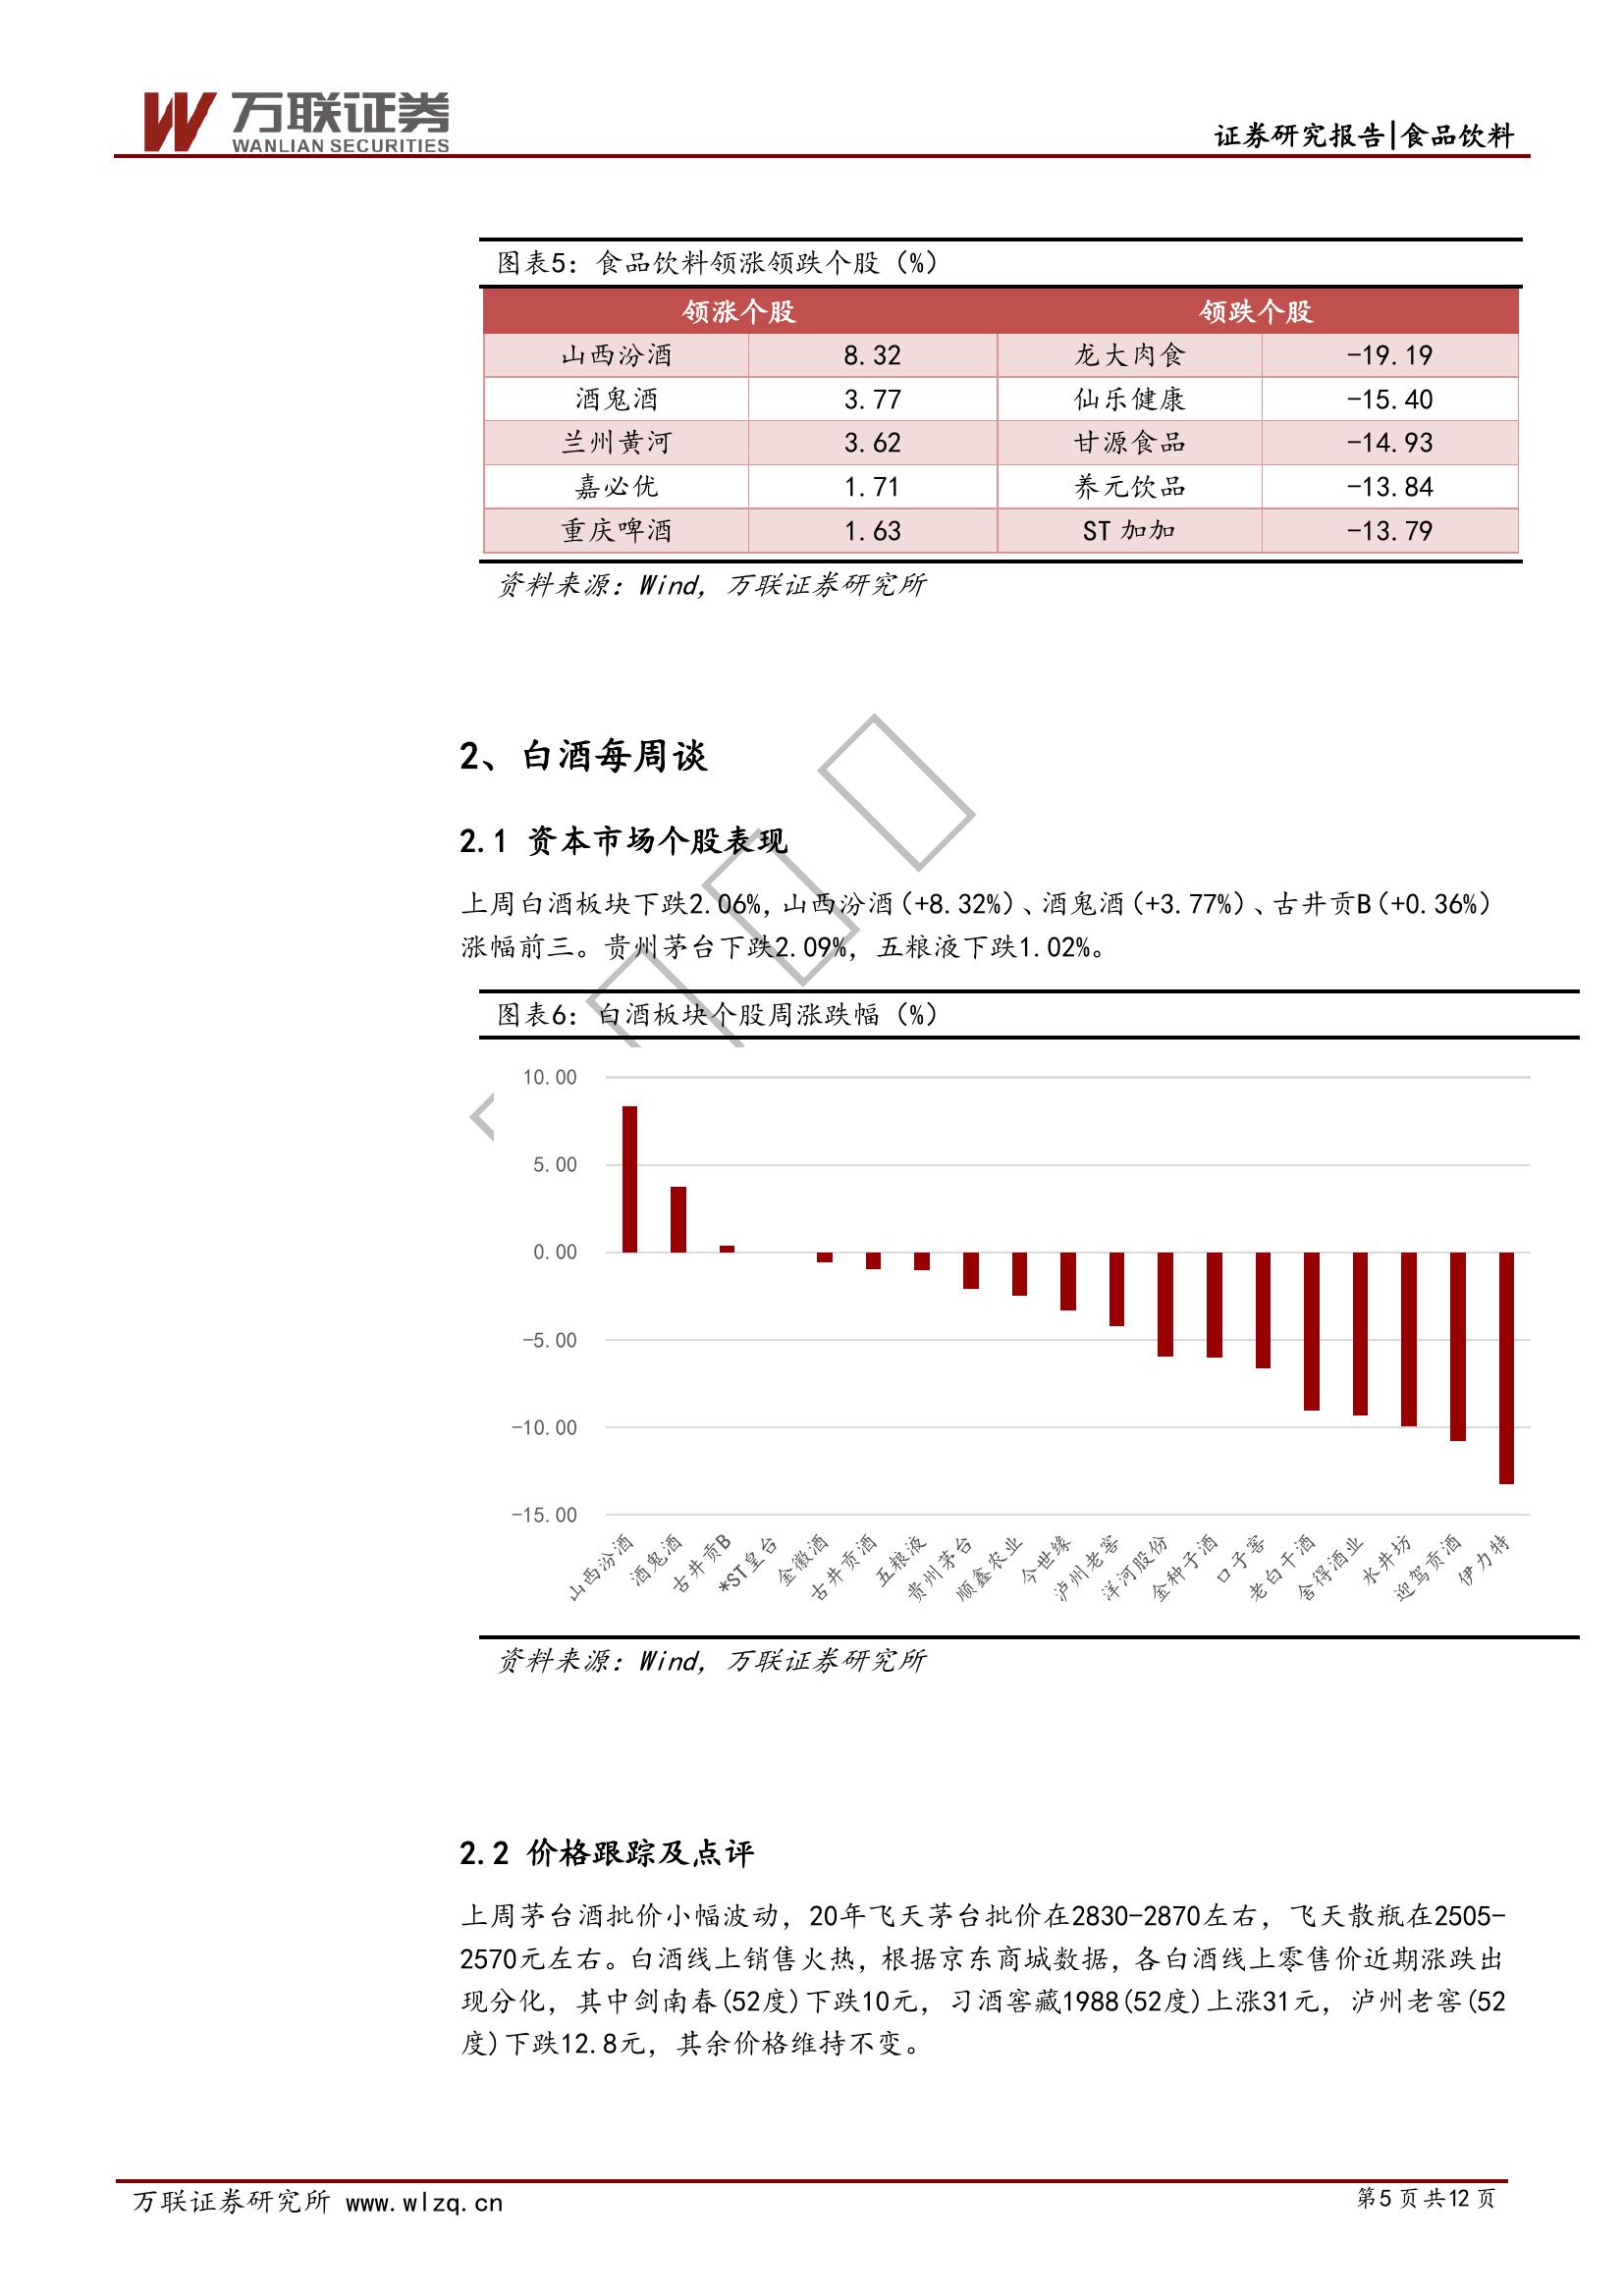 万联证券
WANLIAN SECURITIES
证券研究报告|食品饮料
图表5：食品饮料领涨领跌个股（%）
领涨个股 领跌个股
山西汾酒 8.32 龙大肉食 -19.19
酒鬼酒 3.77 仙乐健康 -15.40
兰州黄河 3.62 甘源食品 -14.93
嘉必优 1.71 养元饮品 -13.84
重庆啤酒 1.63 ST 加加 -13.79
资料来源：Wind，万联证券研究所
2、白酒每周谈
2.1 资本市场个股表现
上周白酒板块下跌2.06%，山西汾酒（+8.32%）、酒鬼酒（+3.77%）、古井贡B（+0.36%）
涨幅前三。贵州茅台下跌2.09%，五粮液下跌1.02%。
图表6：白酒板块个股周涨跌幅（%）
10.00
5.00
0.00
-5.00
-10.00
-15.00
山西汾酒 酒鬼酒 古井贡B *ST皇台 金徽酒 古井贡酒 五粮液 贵州茅台 顺鑫农业 今世缘 泸州老窖 洋河股份 金种子酒 口子窖 老白干酒 舍得酒业 水井坊 迎驾贡酒 伊力特
资料来源：Wind，万联证券研究所
2.2 价格跟踪及点评
上周茅台酒批价小幅波动，20年飞天茅台批价在2830-2870左右，飞天散瓶在2505-
2570元左右。白酒线上销售火热，根据京东商城数据，各白酒线上零售价近期涨跌出
现分化，其中剑南春(52度)下跌10元，习酒窖藏1988(52度)上涨31元，泸州老窖(52
度)下跌12.8元，其余价格维持不变。
万联证券研究所 www.wlzq.cn 第5 页 共12 页